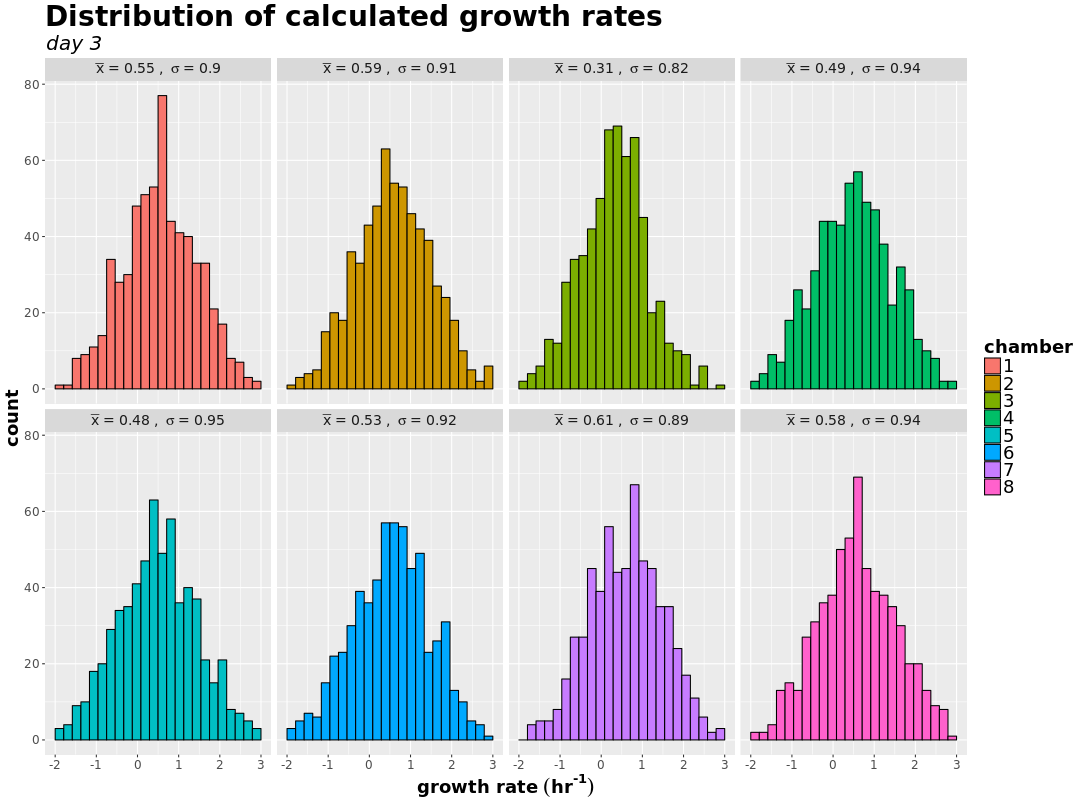 Distribution of calculated growth rates
day 3
x̅ = 0.55 , σ = 0.9
x̅ = 0.59 , σ = 0.91
x̅ = 0.31 , σ = 0.82
x̅ = 0.49 , σ = 0.94
80
60
40
20
0
x̅ = 0.48 , σ = 0.95
x̅ = 0.53 , σ = 0.92
x̅ = 0.61 , σ = 0.89
x̅ = 0.58 , σ = 0.94
80
60
40
20
0
-2 -1 0 1 2 3
-2 -1 0 1 2 3
-2 -1 0 1 2 3
-2 -1 0 1 2 3
count
growth rate (hr⁻¹)
chamber
1
2
3
4
5
6
7
8